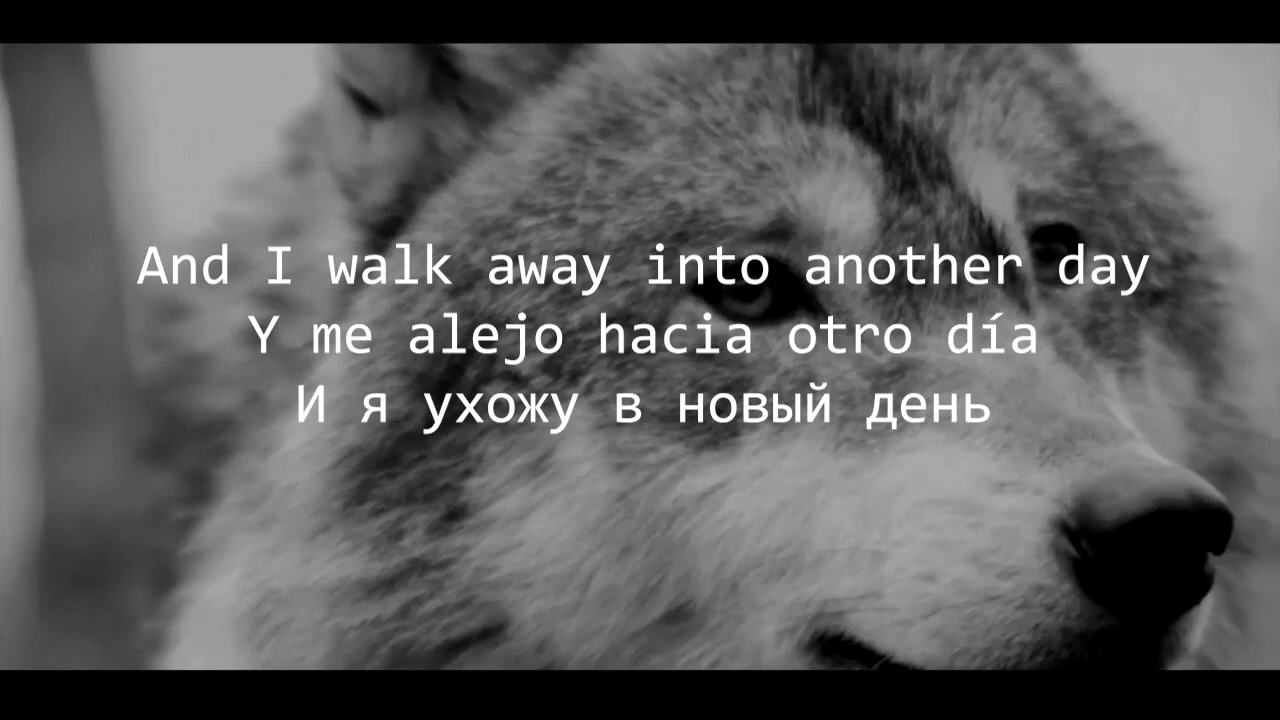 And I walk away into another day
Y me alejo hacia otro día
И я ухожу в новый день